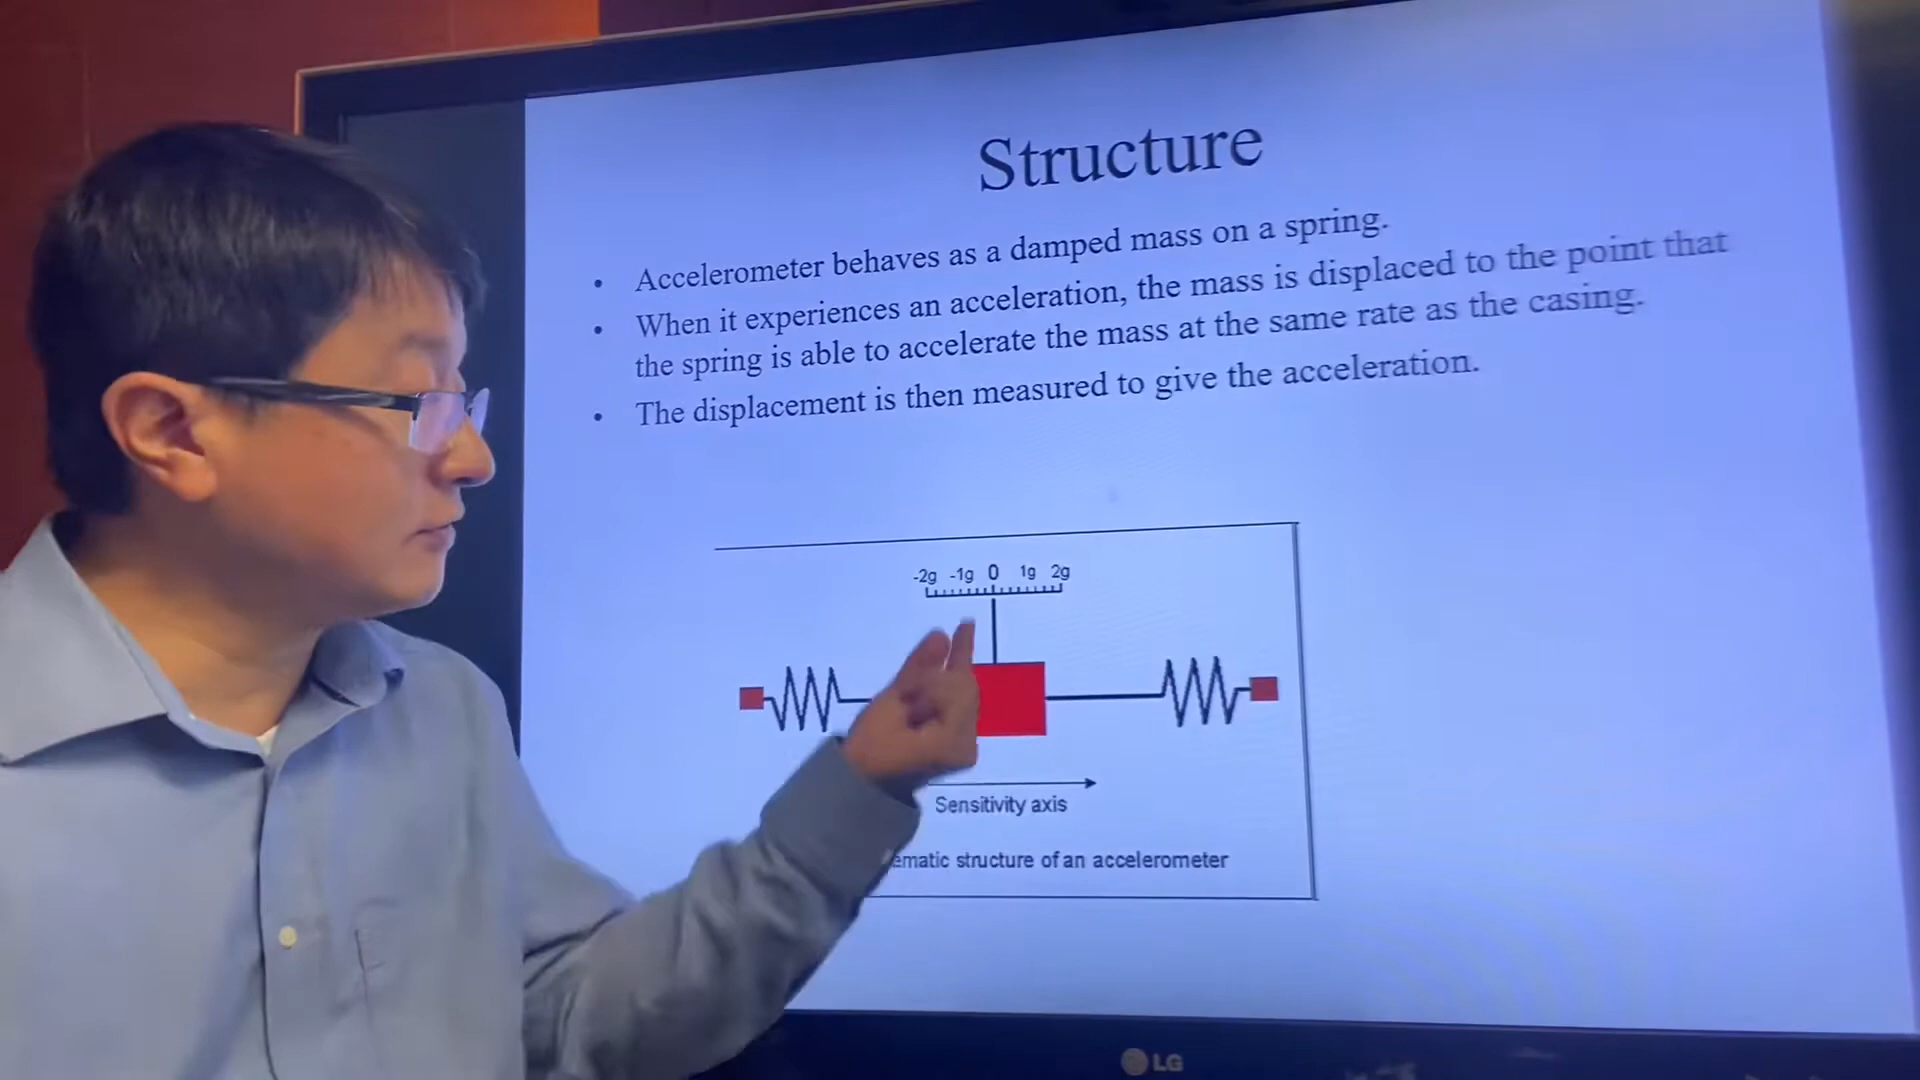 Structure
• Accelerometer behaves as a damped mass on a spring.
• When it experiences an acceleration, the mass is displaced to the point that
the spring is able to accelerate the mass at the same rate as the casing.
• The displacement is then measured to give the acceleration.
-2g -1g 0 1g 2g
Sensitivity axis
ematic structure of an accelerometer
LG